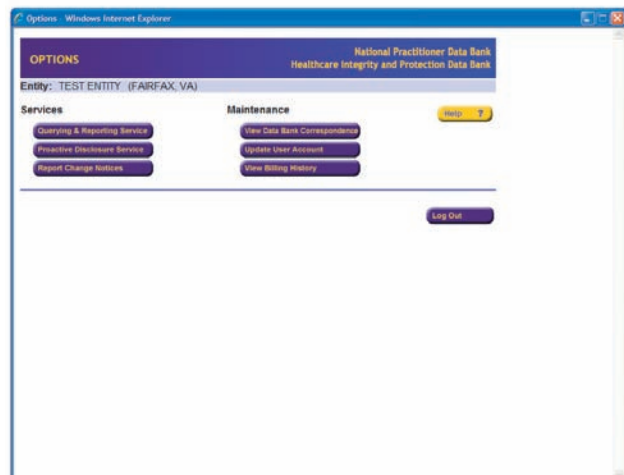 Options - Windows Internet Explorer
OPTIONS
National Practitioner Data Bank
Healthcare Integrity and Protection Data Bank
Entity: TEST ENTITY (FAIRFAX, VA)
Services
Maintenance
Help ?
Querying & Reporting Service
View Data Bank Correspondence
Proactive Disclosure Service
Update User Account
Report Change Notices
View Billing History
Log Out